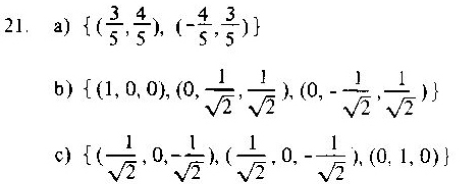 21. a) {(3/5, 4/5), (-4/5, 3/5)}
b) {(1, 0, 0), (0, 1/√2, 1/√2), (0, -1/√2, 1/√2)}
c) {(-1/√2, 0, -1/√2), (1/√2, 0, -1/√2), (0, 1, 0)}